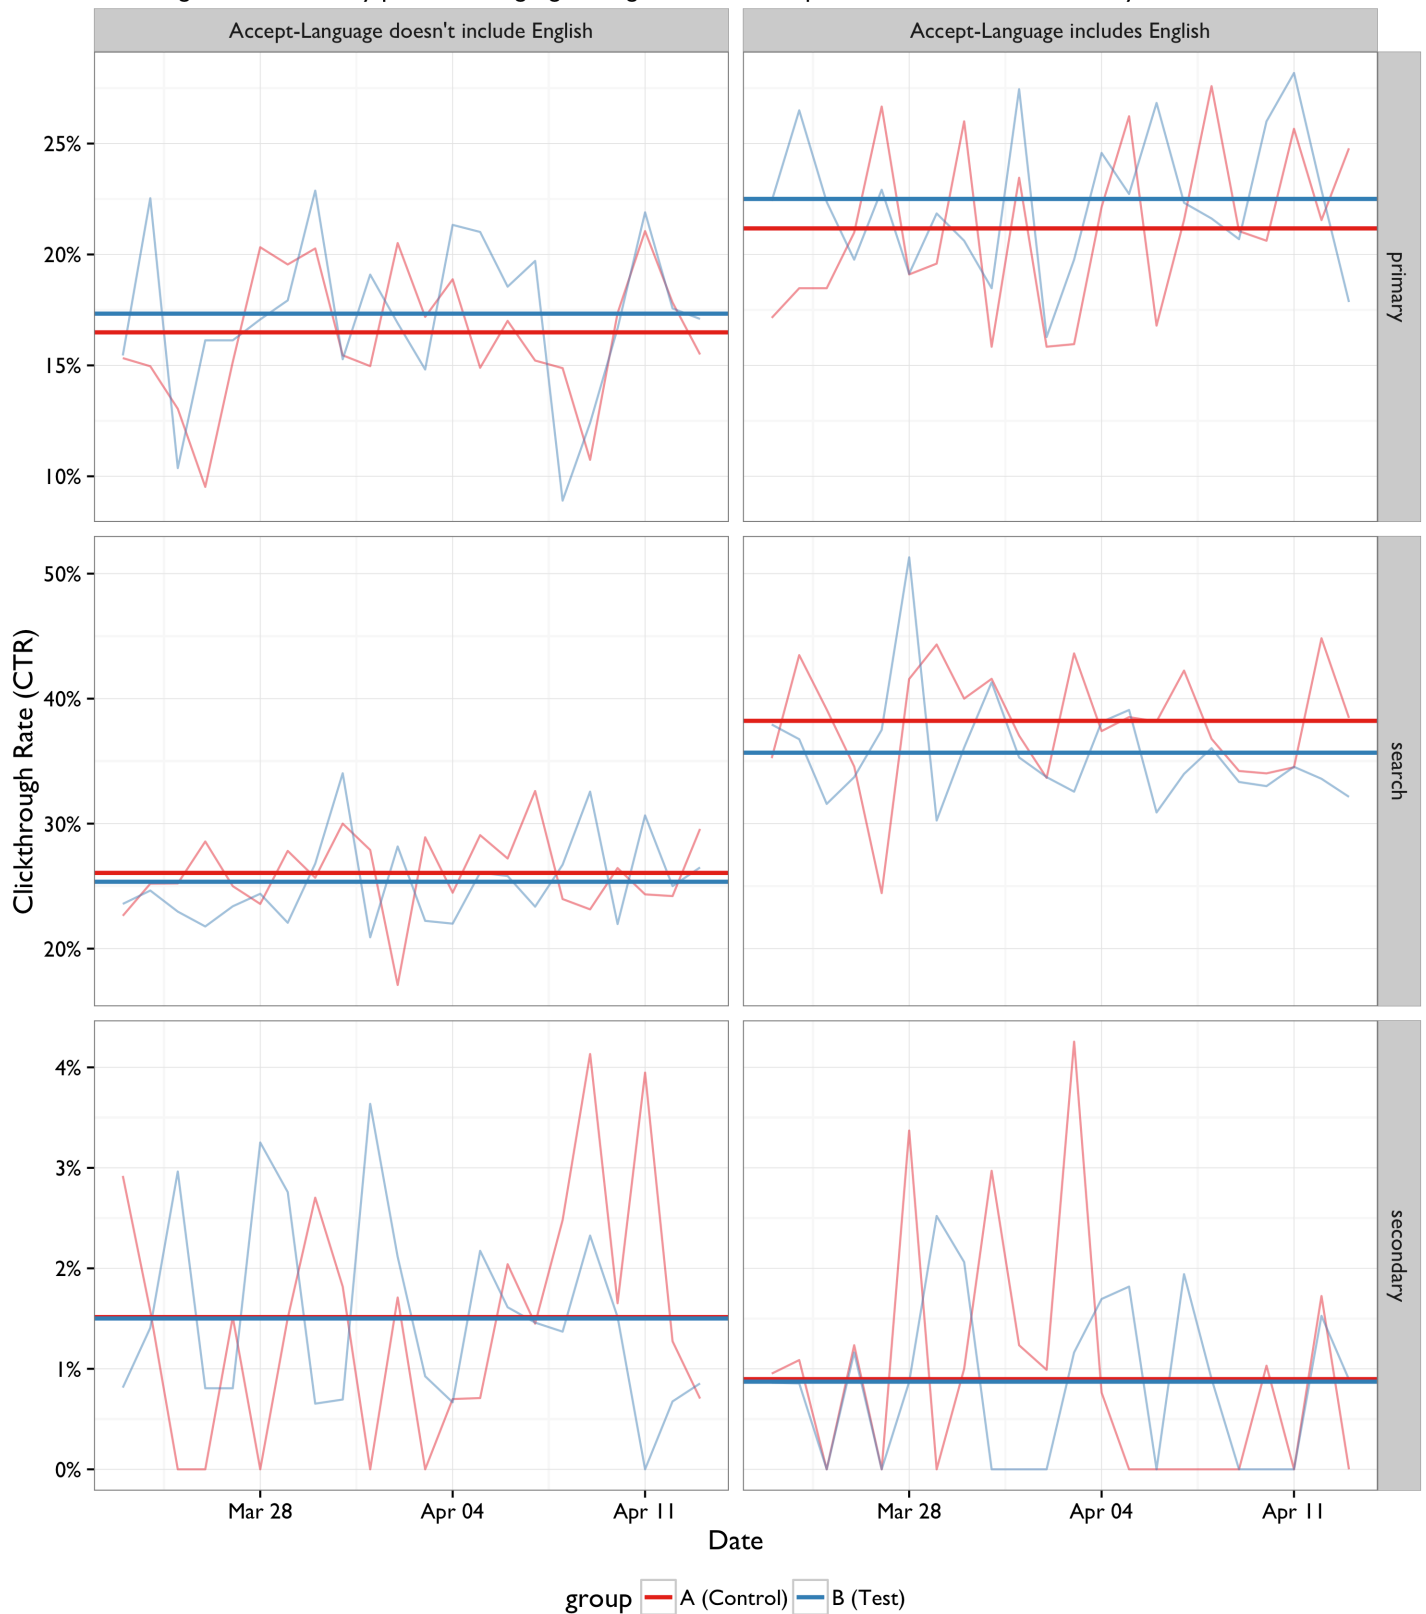 Accept-Language doesn't include English
Accept-Language includes English
25%
20%
15%
10%
primary
50%
40%
30%
20%
search
4%
3%
2%
1%
0%
secondary
Clickthrough Rate (CTR)
Mar 28
Apr 04
Apr 11
Mar 28
Apr 04
Apr 11
Date
group A (Control) B (Test)